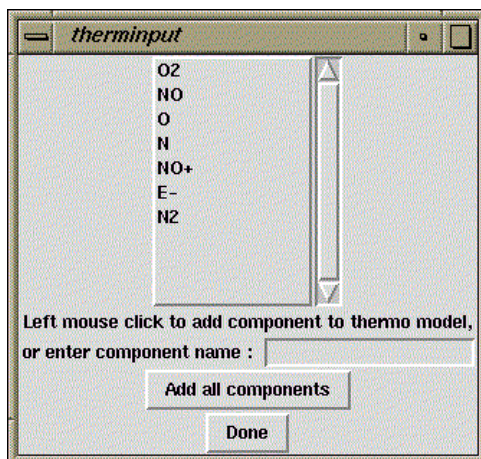 therminput
O2
NO
O
N
NO+
E-
N2
Left mouse click to add component to thermo model,
or enter component name :
Add all components
Done